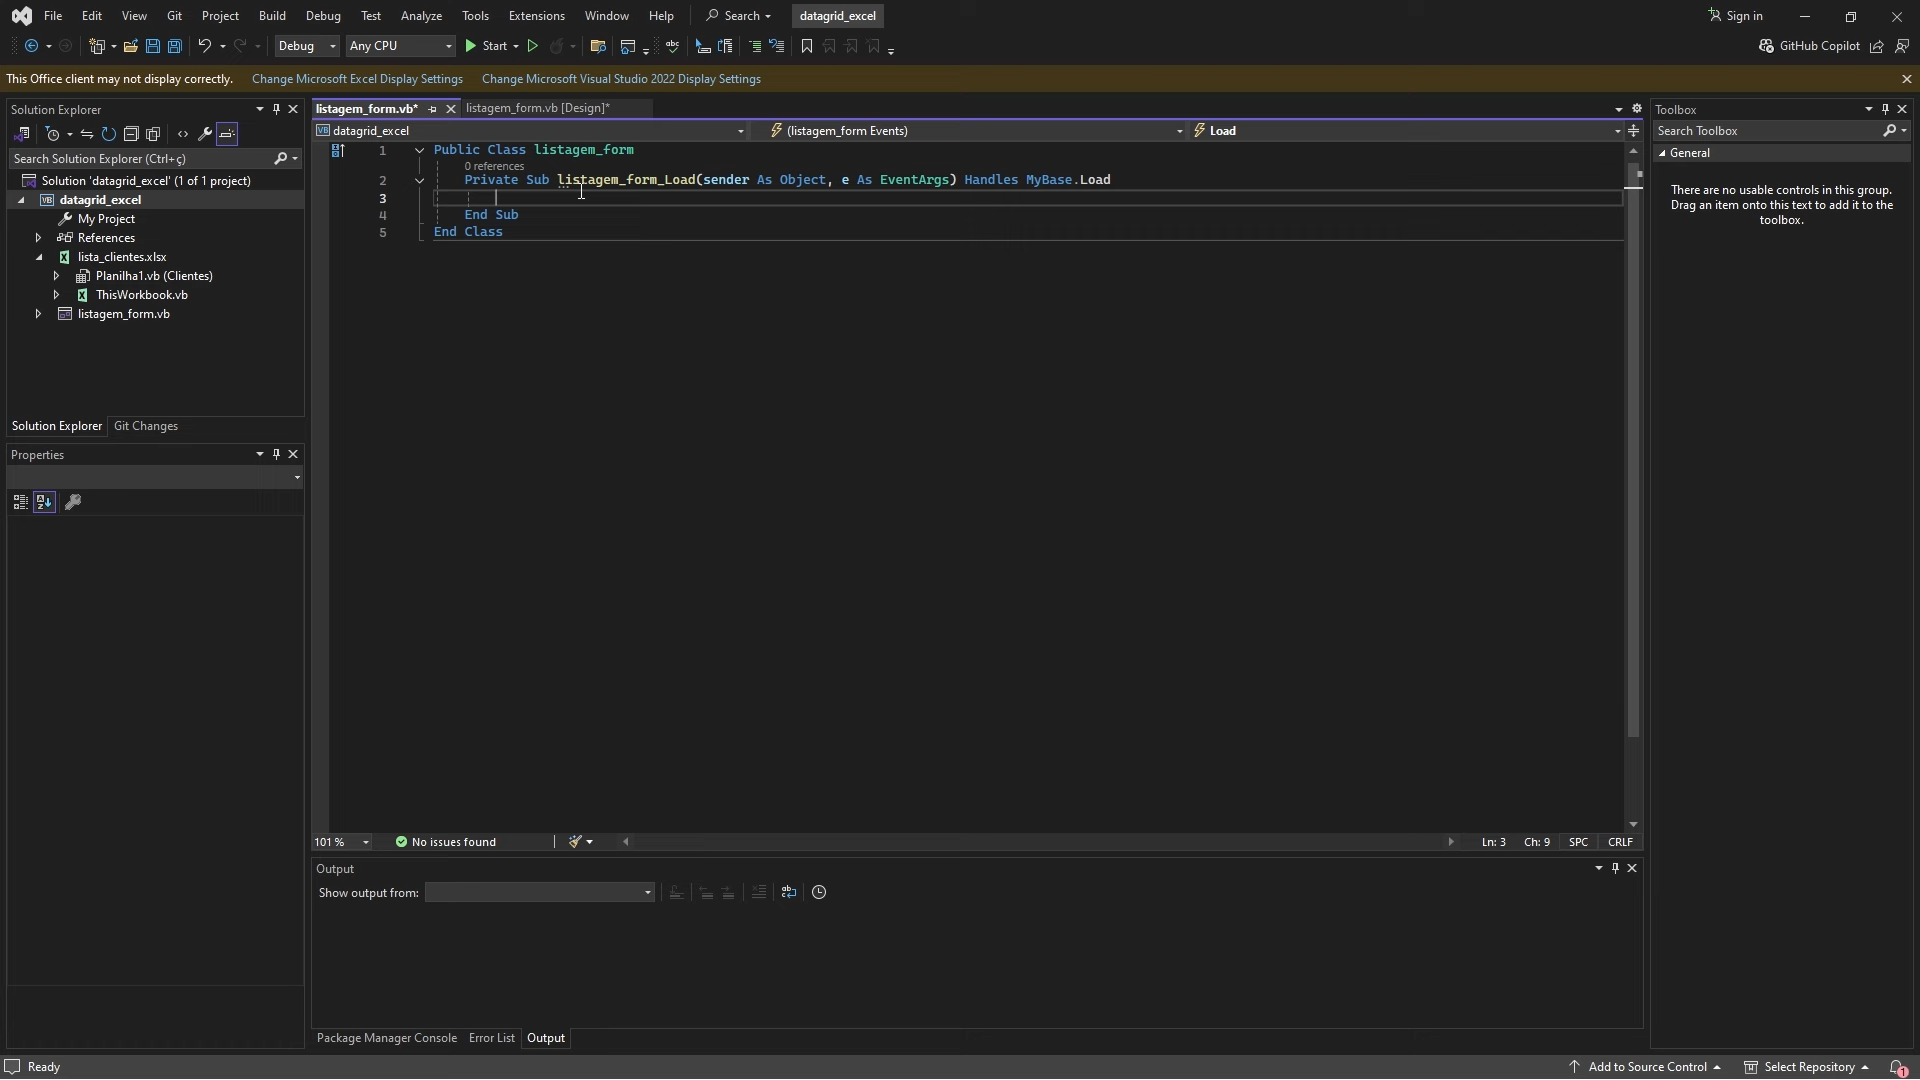 File Edit View Git Project Build Debug Test Analyze Tools Extensions Window Help Search datagrid_excel Sign in
Debug Any CPU Start GitHub Copilot
This Office client may not display correctly. Change Microsoft Excel Display Settings Change Microsoft Visual Studio 2022 Display Settings
Solution Explorer
Search Solution Explorer (Ctrl+ç)
Solution 'datagrid_excel' (1 of 1 project)
datagrid_excel
My Project
References
lista_clientes.xlsx
Planilha1.vb (Clientes)
ThisWorkbook.vb
listagem_form.vb
Solution Explorer Git Changes
Properties
listagem_form.vb* listagem_form.vb [Design]*
datagrid_excel (listagem_form Events) Load
1 Public Class listagem_form
0 references
2 Private Sub listagem_form_Load(sender As Object, e As EventArgs) Handles MyBase.Load
3
4 End Sub
5 End Class
101 % No issues found Ln: 3 Ch: 9 SPC CRLF
Output
Show output from:
Package Manager Console Error List Output
Toolbox
Search Toolbox
General
There are no usable controls in this group.
Drag an item onto this text to add it to the
toolbox.
Ready Add to Source Control Select Repository 1